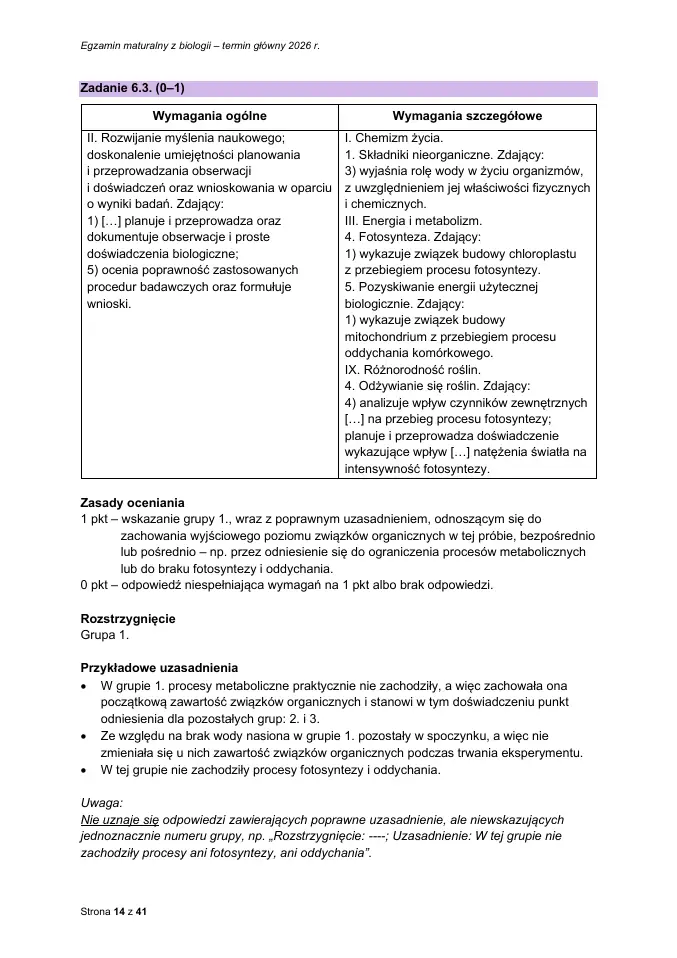 Egzamin maturalny z biologii – termin główny 2026 r.
Zadanie 6.3. (0–1)
Wymagania ogólne
II. Rozwijanie myślenia naukowego;
doskonalenie umiejętności planowania
i przeprowadzania obserwacji
i doświadczeń oraz wnioskowania w oparciu
o wyniki badań. Zdający:
1) […] planuje i przeprowadza oraz
dokumentuje obserwacje i proste
doświadczenia biologiczne;
5) ocenia poprawność zastosowanych
procedur badawczych oraz formułuje
wnioski.
Wymagania szczegółowe
I. Chemizm życia.
1. Składniki nieorganiczne. Zdający:
3) wyjaśnia rolę wody w życiu organizmów,
z uwzględnieniem jej właściwości fizycznych
i chemicznych.
III. Energia i metabolizm.
4. Fotosynteza. Zdający:
1) wykazuje związek budowy chloroplastu
z przebiegiem procesu fotosyntezy.
5. Pozyskiwanie energii użytecznej
biologicznie. Zdający:
1) wykazuje związek budowy
mitochondrium z przebiegiem procesu
oddychania komórkowego.
IX. Różnorodność roślin.
4. Odżywianie się roślin. Zdający:
4) analizuje wpływ czynników zewnętrznych
[…] na przebieg procesu fotosyntezy;
planuje i przeprowadza doświadczenie
wykazujące wpływ […] natężenia światła na
intensywność fotosyntezy.
Zasady oceniania
1 pkt – wskazanie grupy 1., wraz z poprawnym uzasadnieniem, odnoszącym się do
zachowania wyjściowego poziomu związków organicznych w tej próbie, bezpośrednio
lub pośrednio – np. przez odniesienie się do ograniczenia procesów metabolicznych
lub do braku fotosyntezy i oddychania.
0 pkt – odpowiedź niespełniająca wymagań na 1 pkt albo brak odpowiedzi.
Rozstrzygnięcie
Grupa 1.
Przykładowe uzasadnienia
• W grupie 1. procesy metaboliczne praktycznie nie zachodziły, a więc zachowała ona
początkową zawartość związków organicznych i stanowi w tym doświadczeniu punkt
odniesienia dla pozostałych grup: 2. i 3.
• Ze względu na brak wody nasiona w grupie 1. pozostały w spoczynku, a więc nie
zmieniała się u nich zawartość związków organicznych podczas trwania eksperymentu.
• W tej grupie nie zachodziły procesy fotosyntezy i oddychania.
Uwaga:
Nie uznaje się odpowiedzi zawierających poprawne uzasadnienie, ale niewskazujących
jednoznacznie numeru grupy, np. „Rozstrzygnięcie: ----; Uzasadnienie: W tej grupie nie
zachodziły procesy ani fotosyntezy, ani oddychania”.
Strona 14 z 41